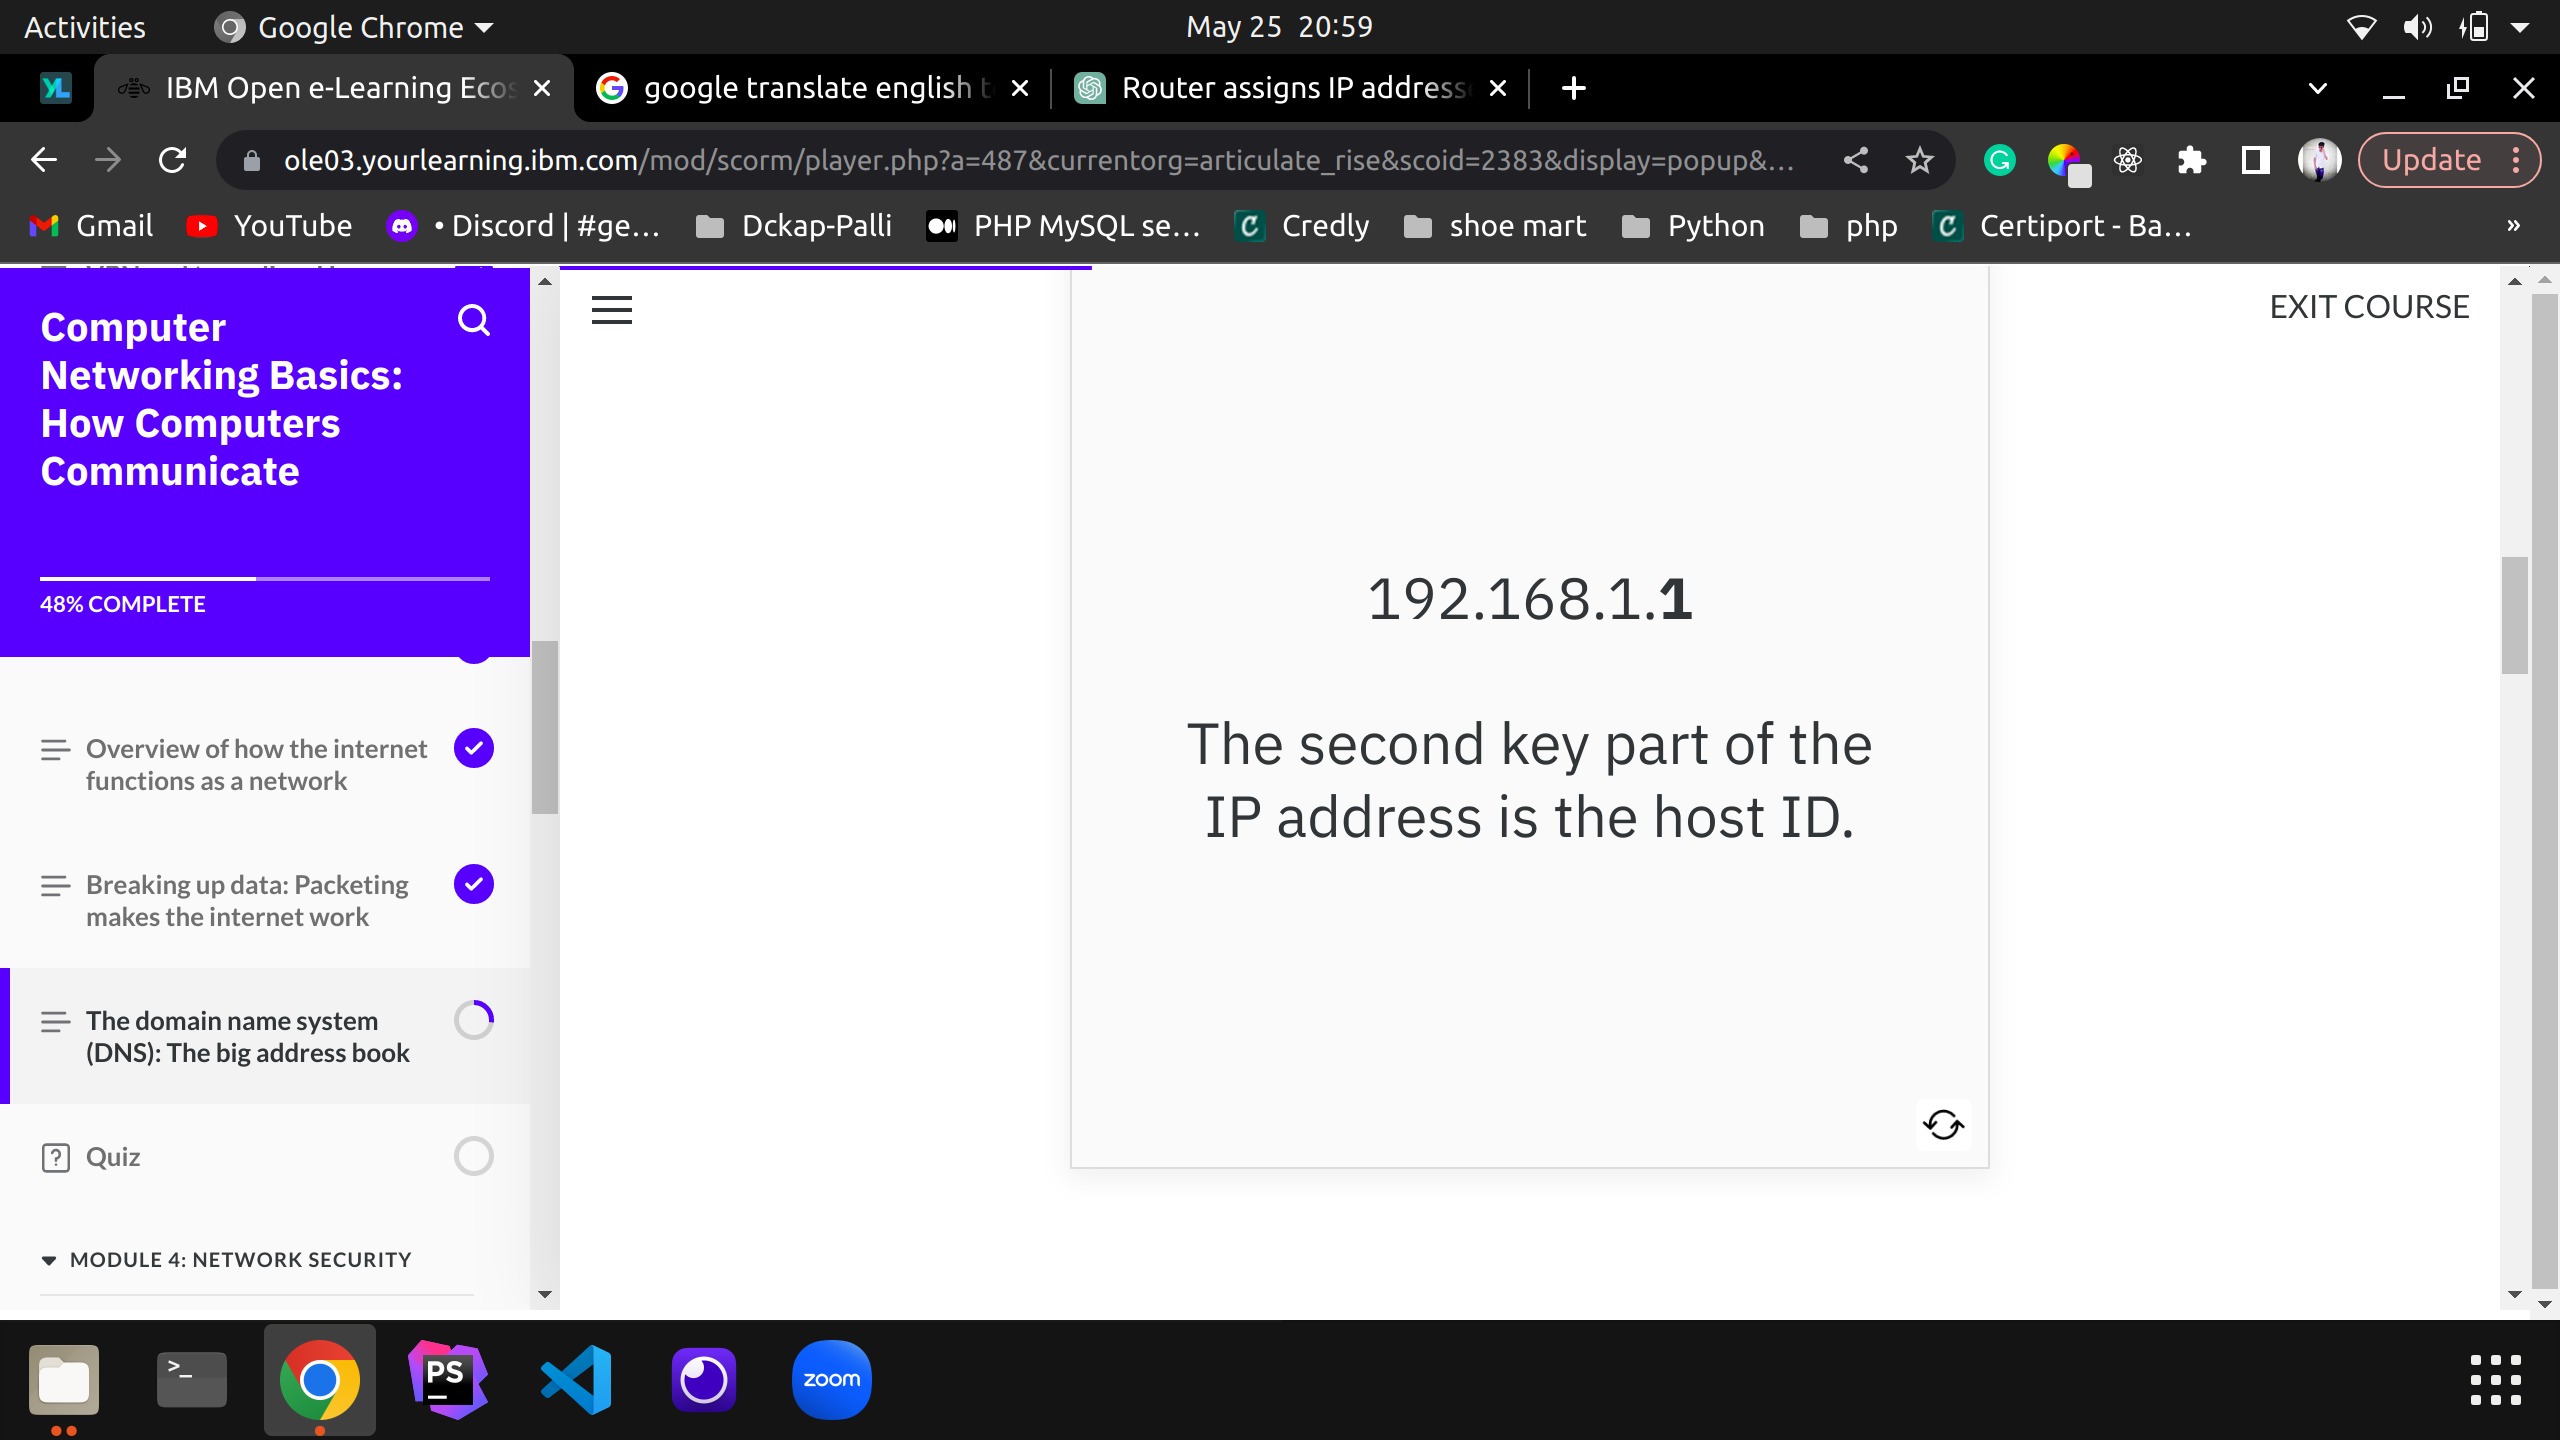 Activities
Google Chrome
May 25 20:59
IBM Open e-Learning Ecos
google translate english t
Router assigns IP address
ole03.yourlearning.ibm.com/mod/scorm/player.php?a=487&currentorg=articulate_rise&scoid=2383&display=popup&...
Update
Gmail
YouTube
• Discord | #ge...
Dckap-Palli
PHP MySQL se...
Credly
shoe mart
Python
php
Certiport - Ba...
»
Computer
Networking Basics:
How Computers
Communicate
48% COMPLETE
Overview of how the internet
functions as a network
Breaking up data: Packeting
makes the internet work
The domain name system
(DNS): The big address book
Quiz
MODULE 4: NETWORK SECURITY
EXIT COURSE
192.168.1.1
The second key part of the
IP address is the host ID.
PS
zoom